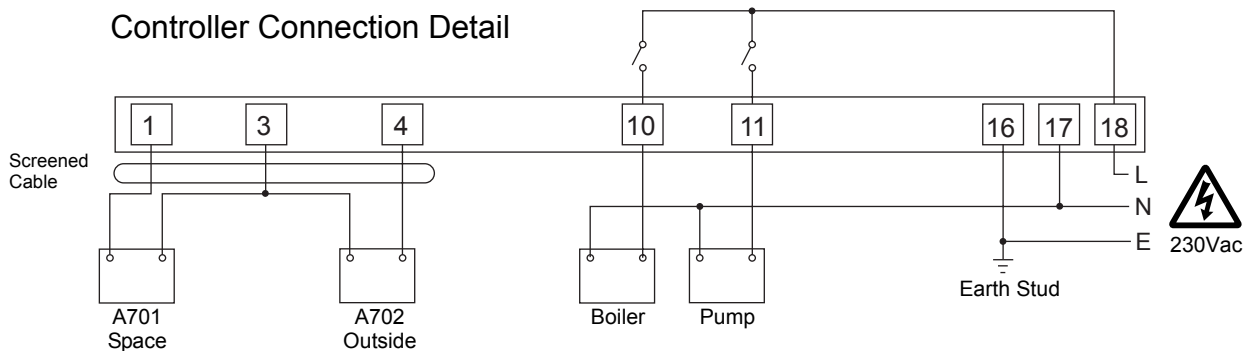 Controller Connection Detail
1
3
4
10
11
16
17
18
Screened
Cable
L
N
E
230Vac
Earth Stud
A701
Space
A702
Outside
Boiler
Pump